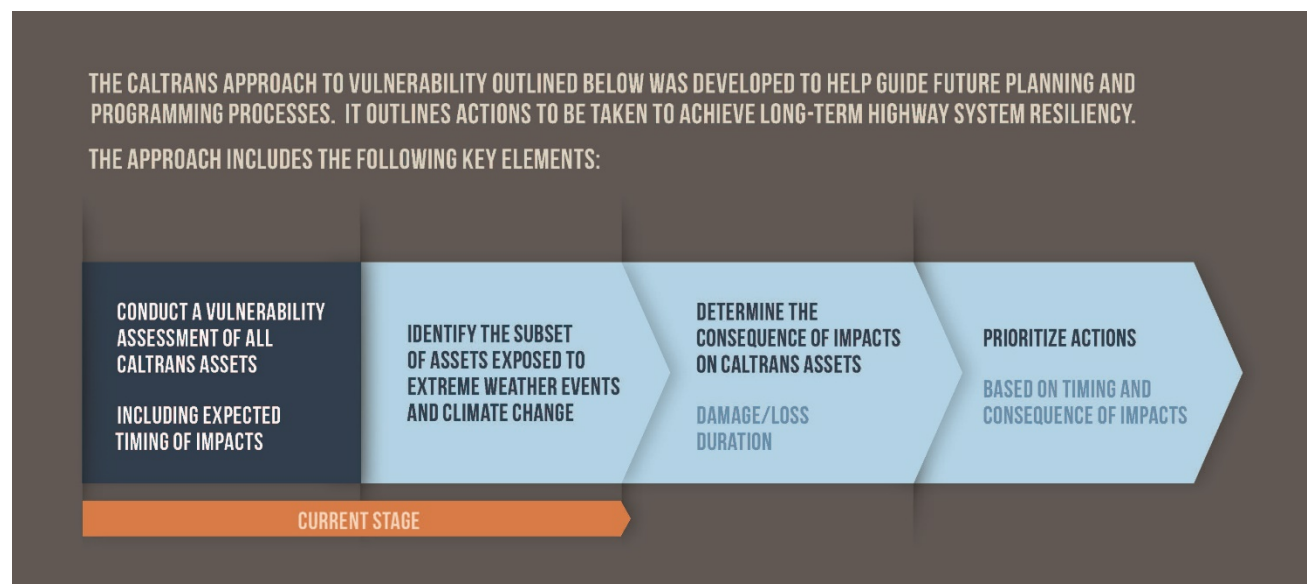 THE CALTRANS APPROACH TO VULNERABILITY OUTLINED BELOW WAS DEVELOPED TO HELP GUIDE FUTURE PLANNING AND
PROGRAMMING PROCESSES. IT OUTLINES ACTIONS TO BE TAKEN TO ACHIEVE LONG-TERM HIGHWAY SYSTEM RESILIENCY.
THE APPROACH INCLUDES THE FOLLOWING KEY ELEMENTS:
CONDUCT A VULNERABILITY
ASSESSMENT OF ALL
CALTRANS ASSETS
INCLUDING EXPECTED
TIMING OF IMPACTS
IDENTIFY THE SUBSET
OF ASSETS EXPOSED TO
EXTREME WEATHER EVENTS
AND CLIMATE CHANGE
DETERMINE THE
CONSEQUENCE OF IMPACTS
ON CALTRANS ASSETS
DAMAGE/LOSS
DURATION
PRIORITIZE ACTIONS
BASED ON TIMING AND
CONSEQUENCE OF IMPACTS
CURRENT STAGE